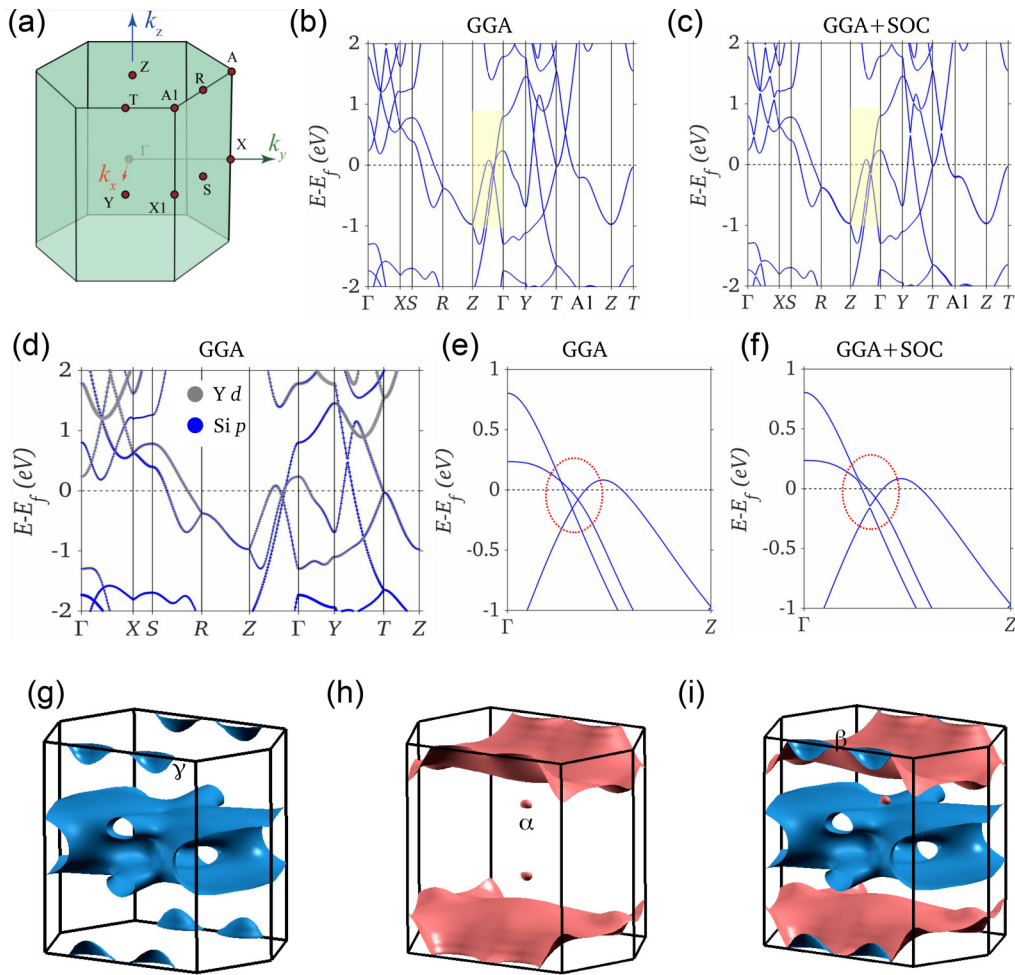 (a)
k_z
Z
A
R
T
A1
Γ
X
k_y
k_x
S
Y
X1
(b)
GGA
E-E_f (eV)
2
1
0
-1
-2
Γ X S R Z Γ Y T A1 Z T
(c)
GGA+SOC
E-E_f (eV)
2
1
0
-1
-2
Γ X S R Z Γ Y T A1 Z T
(d)
GGA
E-E_f (eV)
2
1
0
-1
-2
Y d
Si p
Γ X S R Z Γ Y T Z
(e)
GGA
E-E_f (eV)
1
0.5
0
-0.5
-1
Γ Z
(f)
GGA+SOC
E-E_f (eV)
1
0.5
0
-0.5
-1
Γ Z
(g)
γ
(h)
α
(i)
β